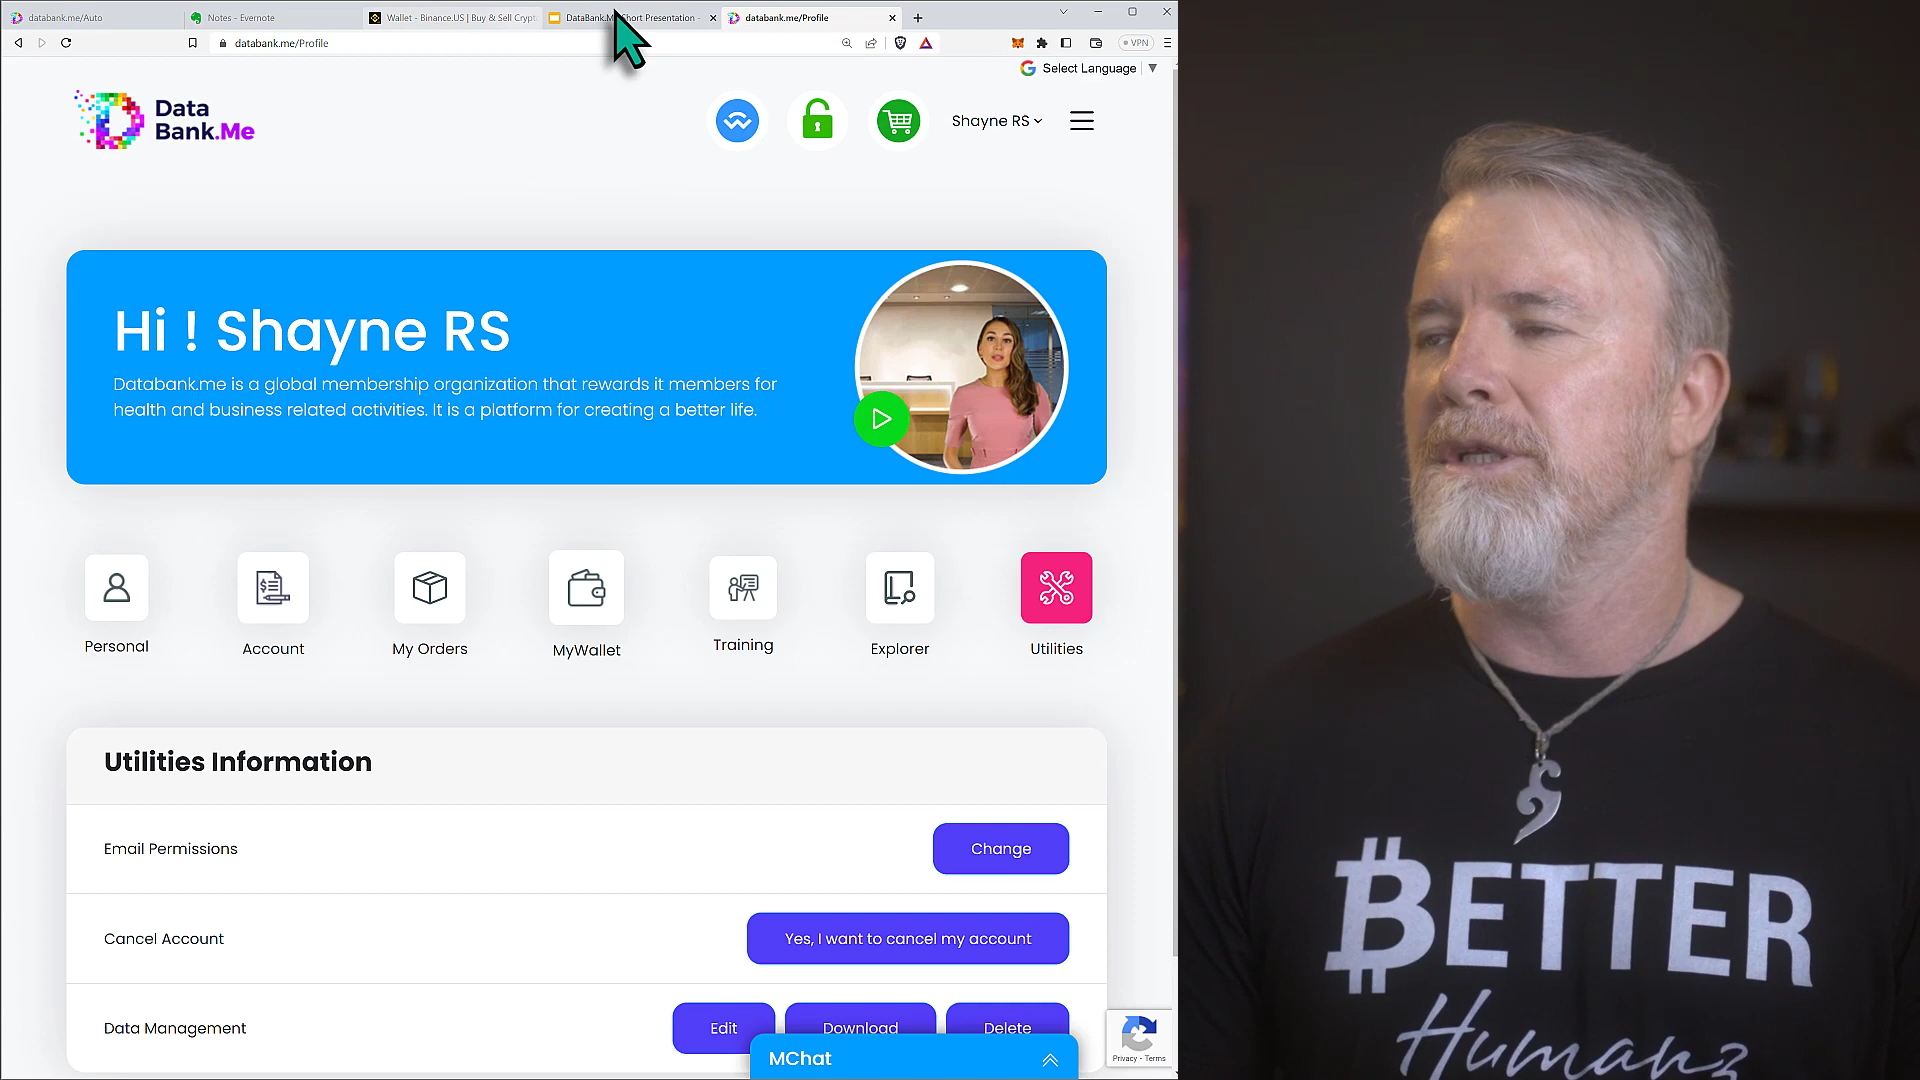 databank.me/Auto
Notes - Evernote
Wallet - Binance.US | Buy & Sell Crypto
DataBank.M Short Presentation -
databank.me/Profile
databank.me/Profile
VPN
Select Language
Data
Bank.Me
Shayne RS
Hi ! Shayne RS
Databank.me is a global membership organization that rewards it members for
health and business related activities. It is a platform for creating a better life.
Personal
Account
My Orders
MyWallet
Training
Explorer
Utilities
Utilities Information
Email Permissions
Change
Cancel Account
Yes, I want to cancel my account
Data Management
Edit
Download
Delete
MChat
Privacy - Terms
BETTER
Humanz